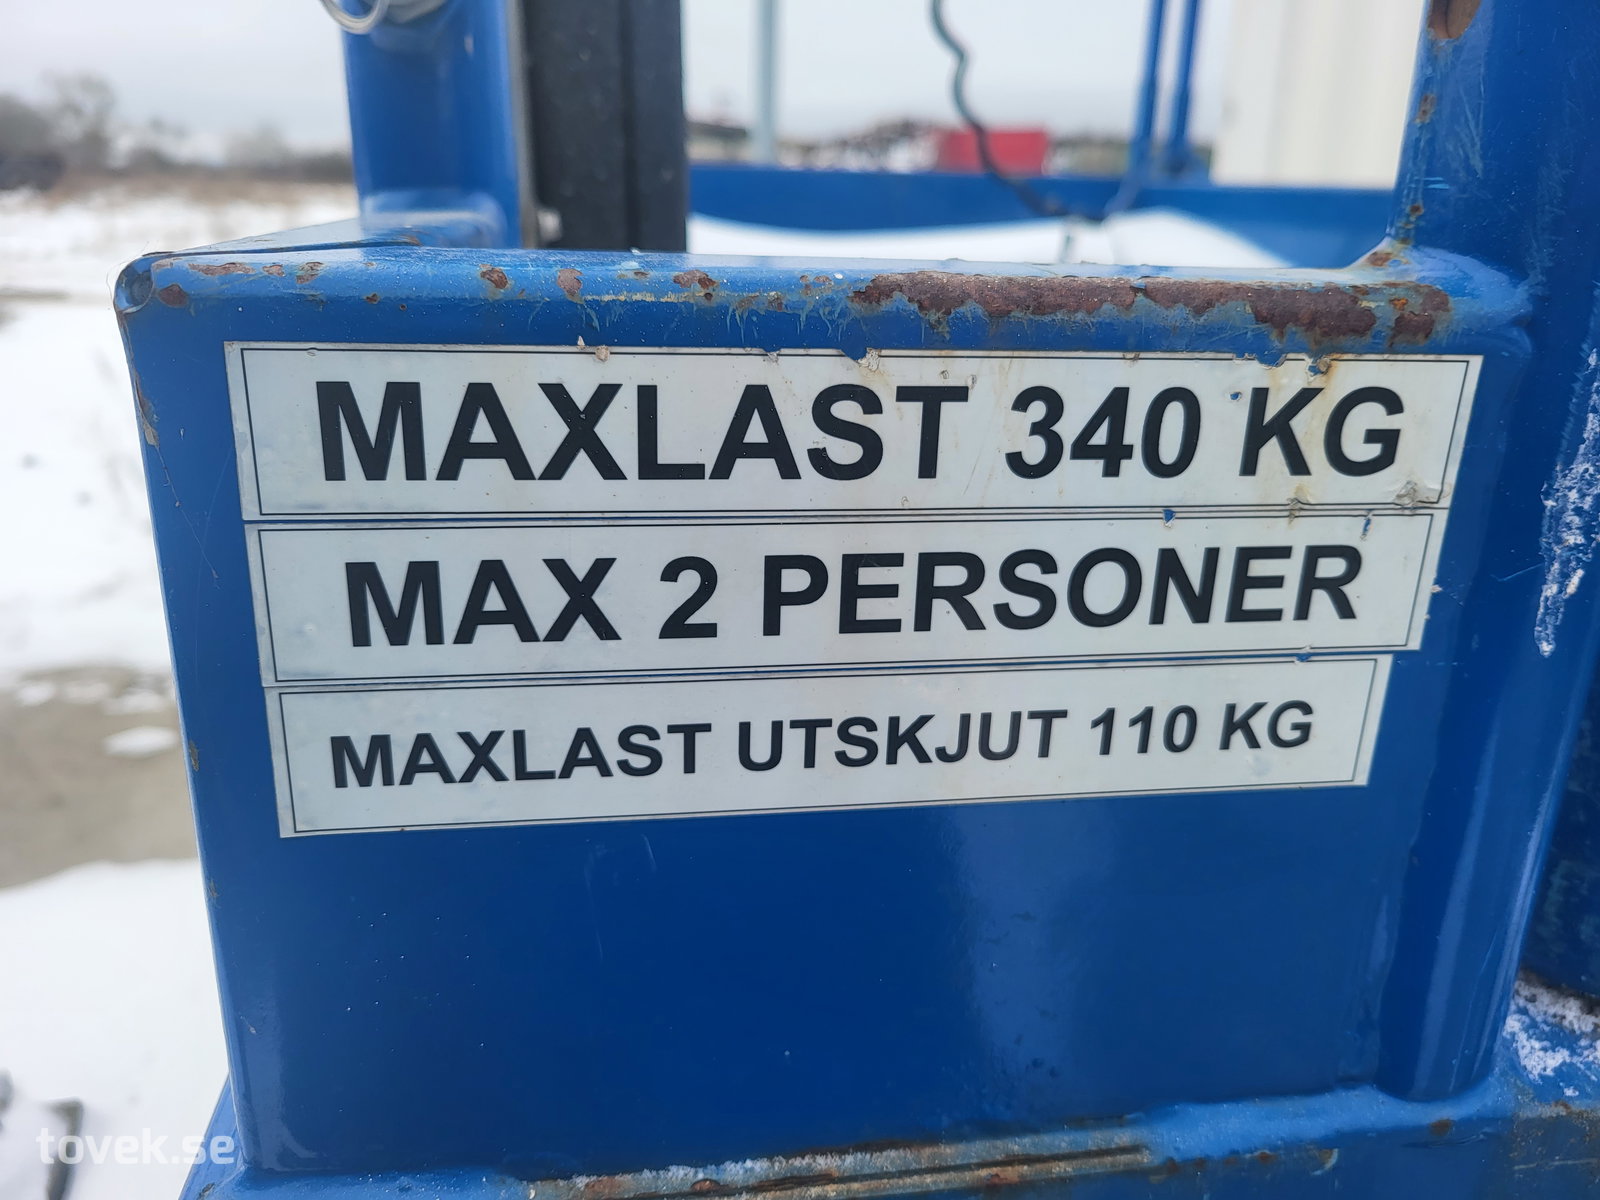 MAXLAST 340 KG
MAX 2 PERSONER
MAXLAST UTSKJUT 110 KG
tovek.se